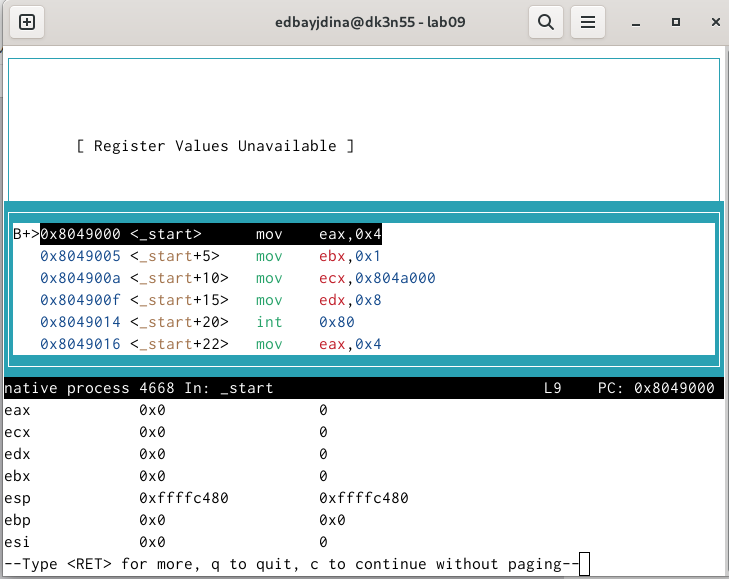 edbayjdina@dk3n55 - lab09
[ Register Values Unavailable ]
B+>0x8049000 <_start>      mov    eax,0x4
0x8049005 <_start+5>    mov    ebx,0x1
0x804900a <_start+10>   mov    ecx,0x804a000
0x804900f <_start+15>   mov    edx,0x8
0x8049014 <_start+20>   int    0x80
0x8049016 <_start+22>   mov    eax,0x4
native process 4668 In: _start                              L9    PC: 0x8049000
eax            0x0                 0
ecx            0x0                 0
edx            0x0                 0
ebx            0x0                 0
esp            0xffffc480          0xffffc480
ebp            0x0                 0x0
esi            0x0                 0
--Type <RET> for more, q to quit, c to continue without paging--